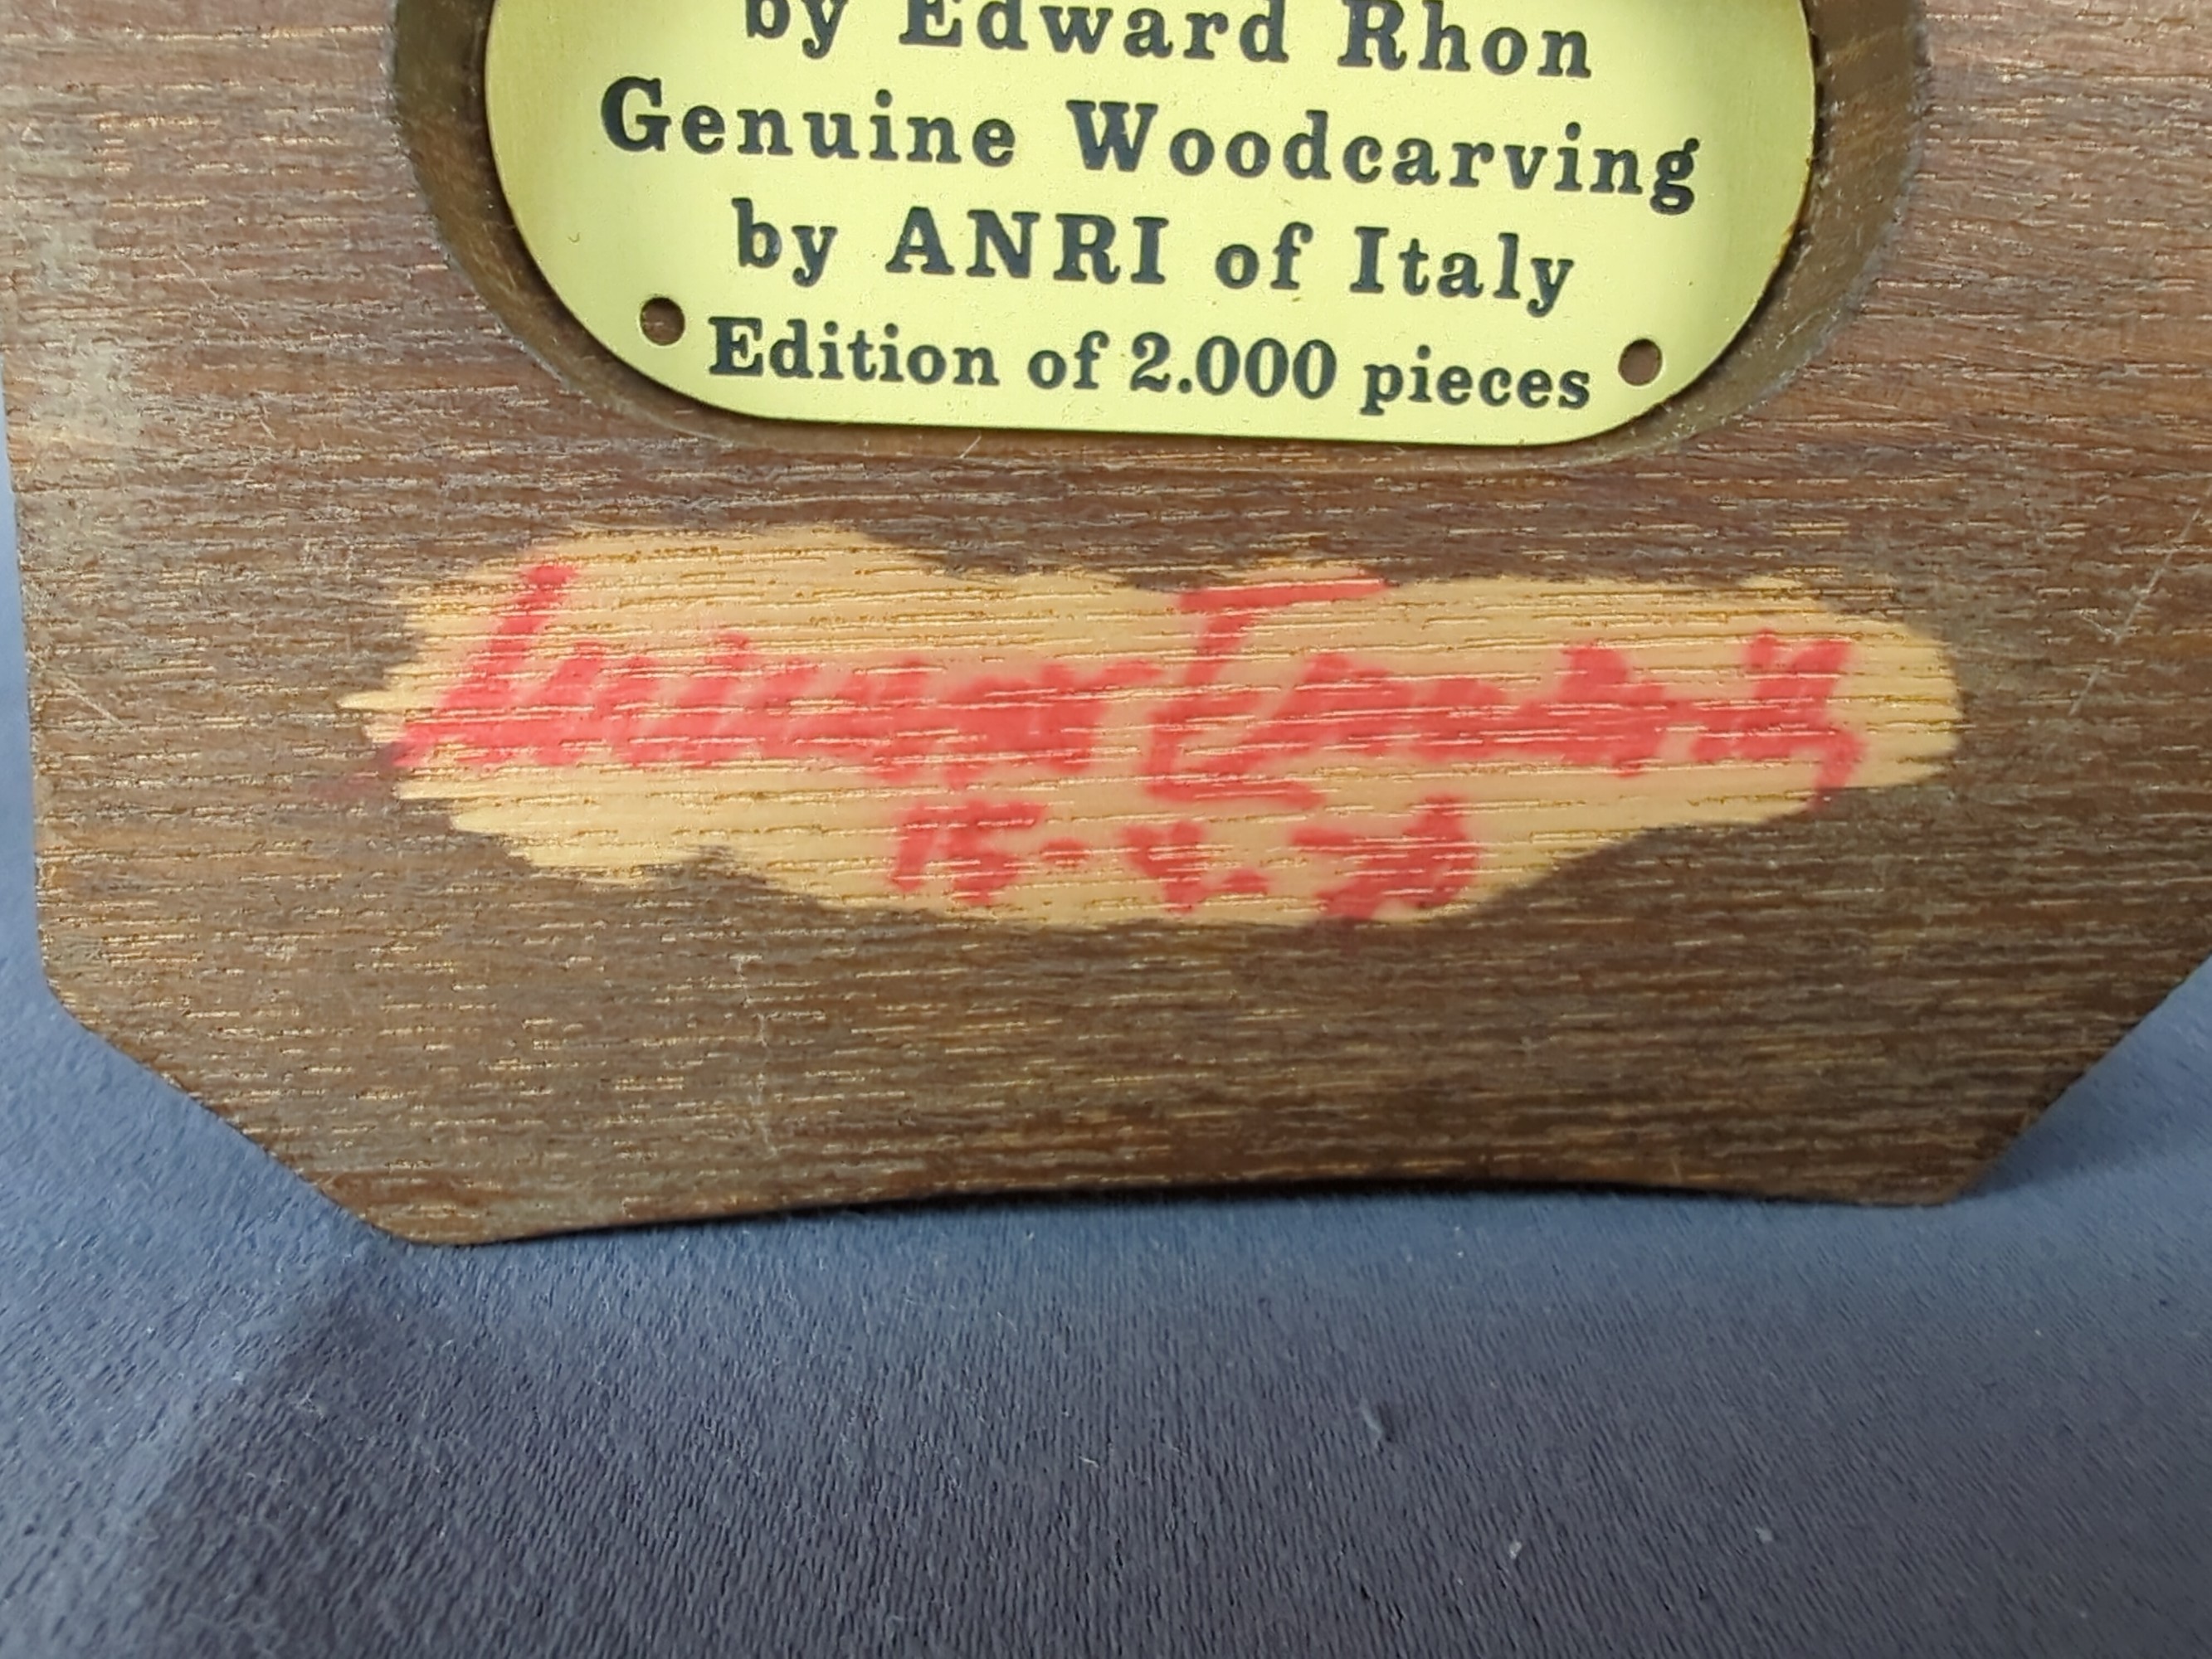 by Edward Rhon
Genuine Woodcarving
by ANRI of Italy
Edition of 2.000 pieces